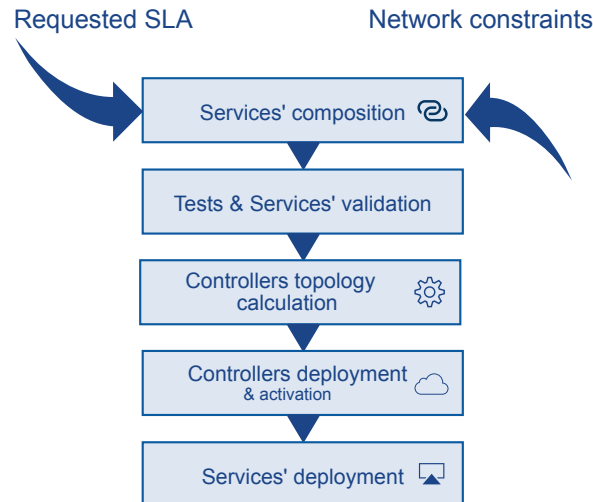 Requested SLA
Network constraints
Services' composition
Tests & Services' validation
Controllers topology
calculation
Controllers deployment
& activation
Services' deployment